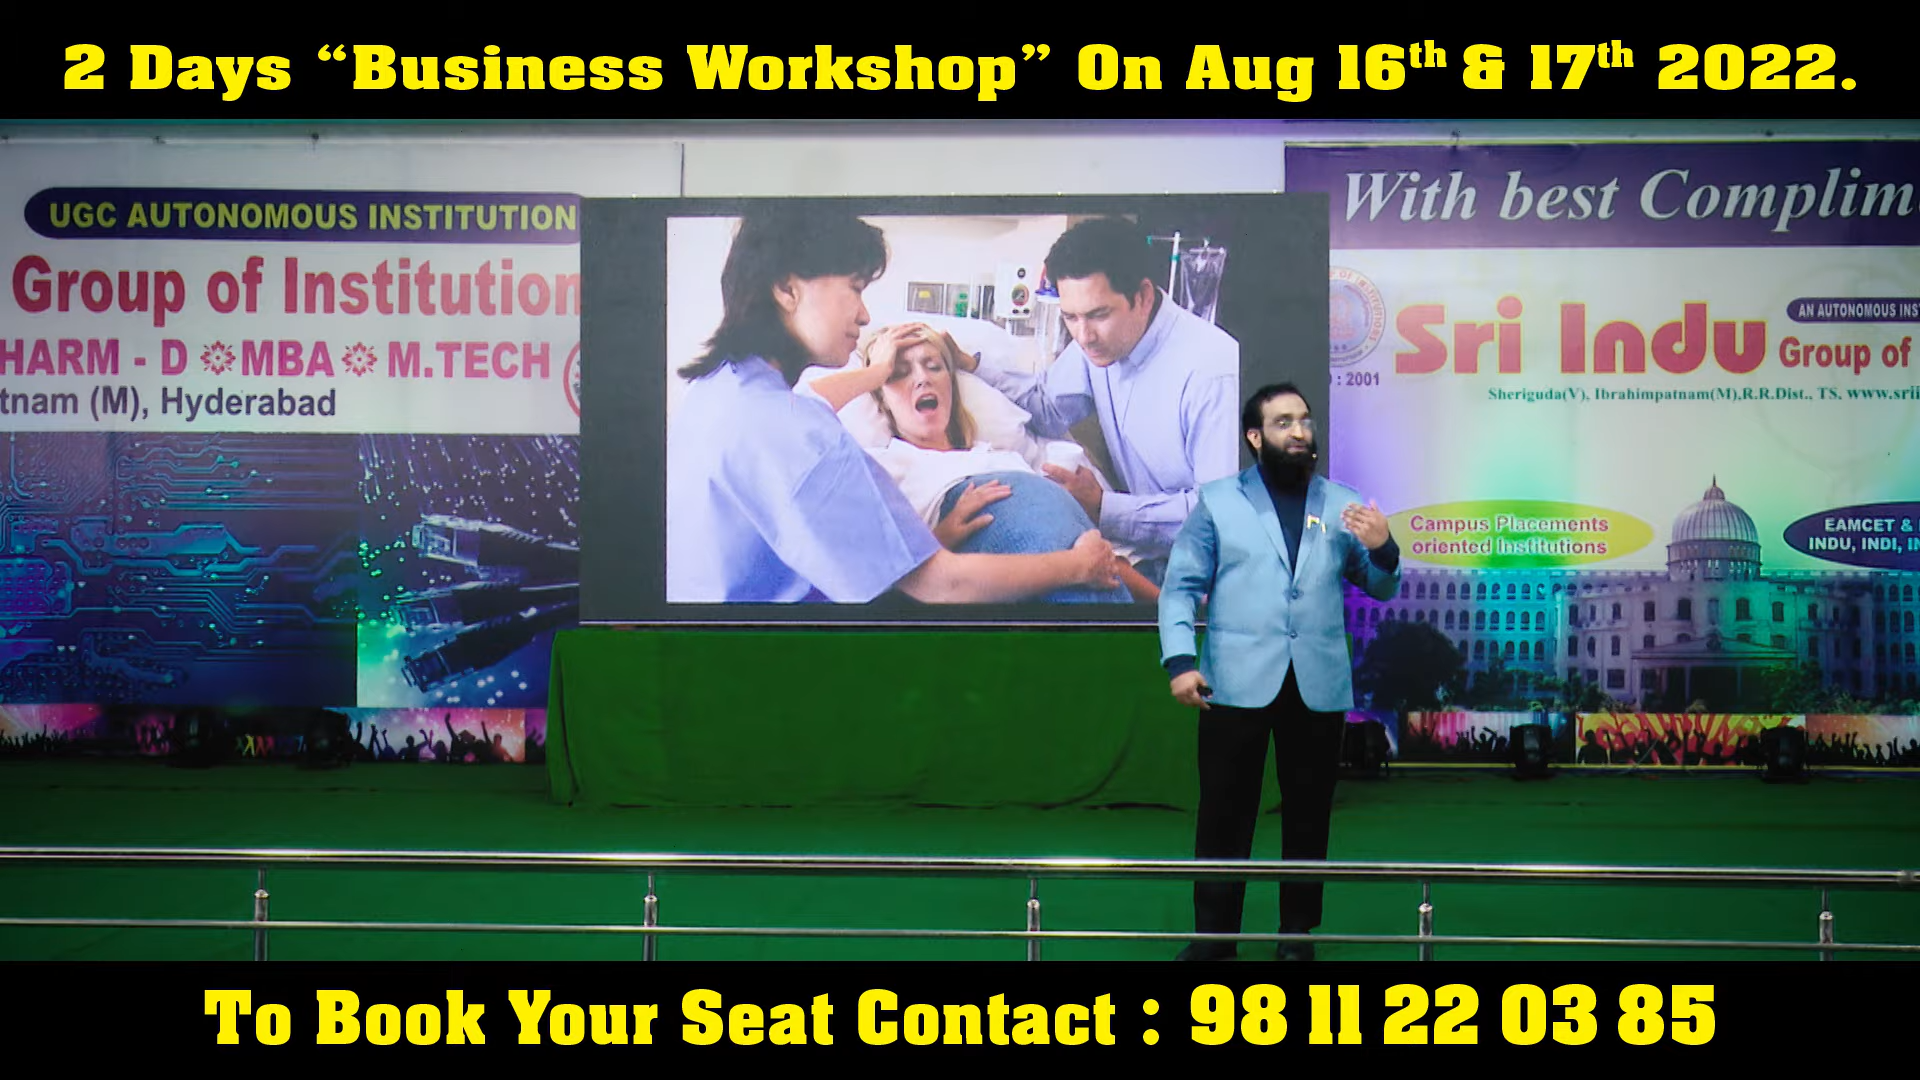 2 Days “Business Workshop” On Aug 16th & 17th 2022.
UGC AUTONOMOUS INSTITUTION
Group of Institution
HARM - D MBA M.TECH
tnam (M), Hyderabad
With best Complim
Sri Indu
AN AUTONOMOUS INS
Group of
: 2001
Sheriguda(V), Ibrahimpatnam(M),R.R.Dist., TS. www.srii
Campus Placements
oriented Institutions
EAMCET &
INDU, INDI, IN
To Book Your Seat Contact : 98 11 22 03 85